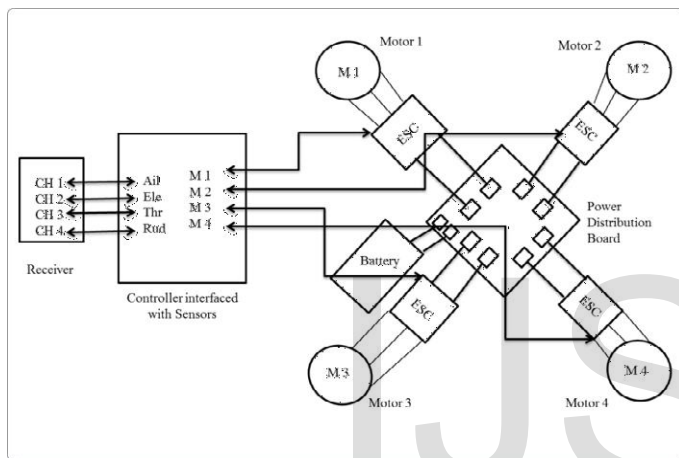 Motor 1
Motor 2
M 1
M 2
ESC
ESC
CH 1
CH 2
CH 3
CH 4
Ail
Ele
Thr
Rud
M 1
M 2
M 3
M 4
Receiver
Controller interfaced
with Sensors
Battery
Power
Distribution
Board
ESC
ESC
M 3
M 4
Motor 3
Motor 4
IJS